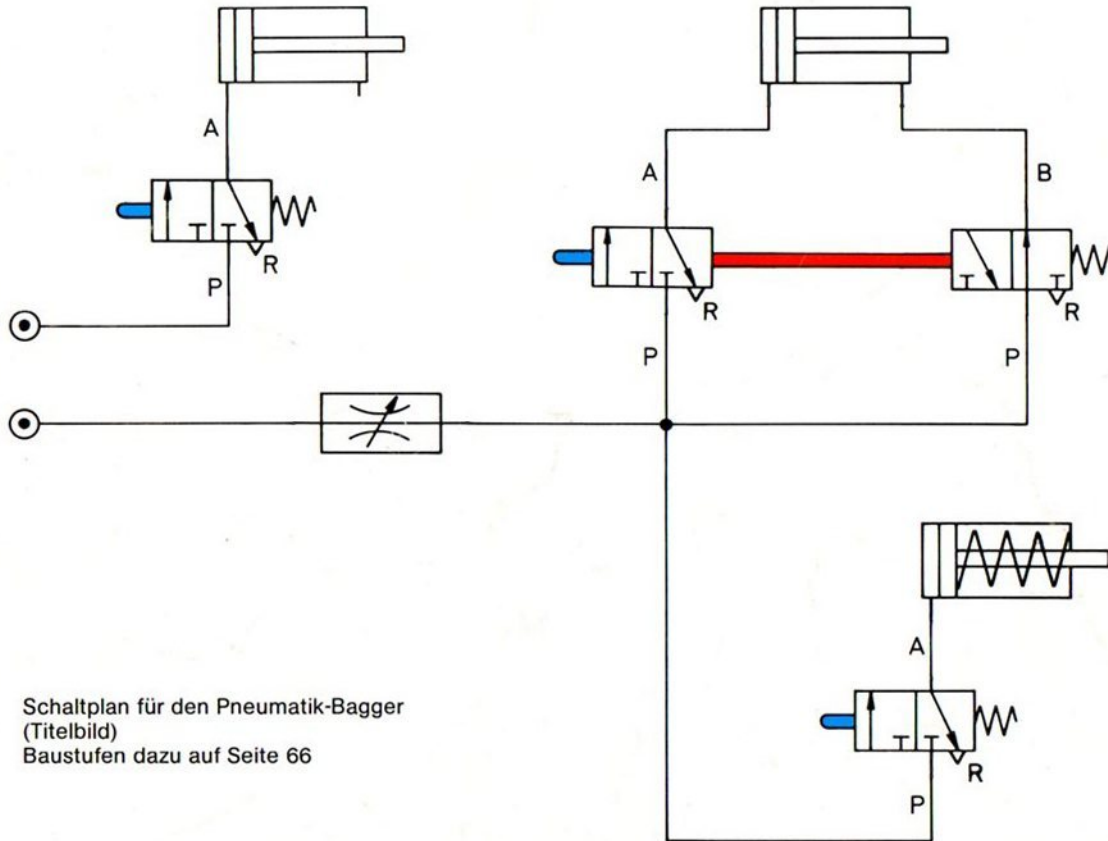 A
R
P
A
B
R
R
P
P
A
R
P
Schaltplan für den Pneumatik-Bagger
(Titelbild)
Baustufen dazu auf Seite 66